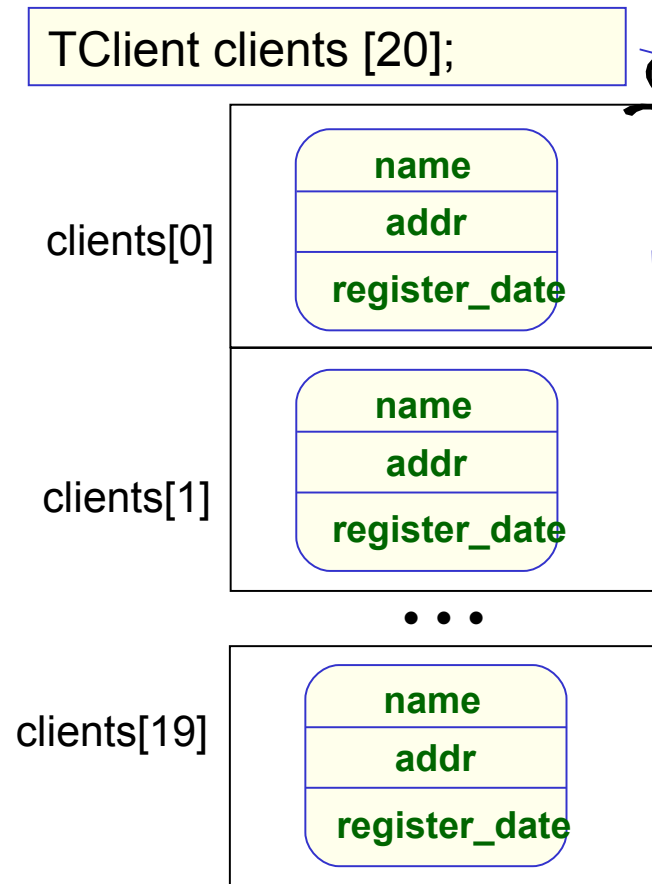 TClient clients [20];
clients[0]
name
addr
register_date
clients[1]
name
addr
register_date
...
clients[19]
name
addr
register_date